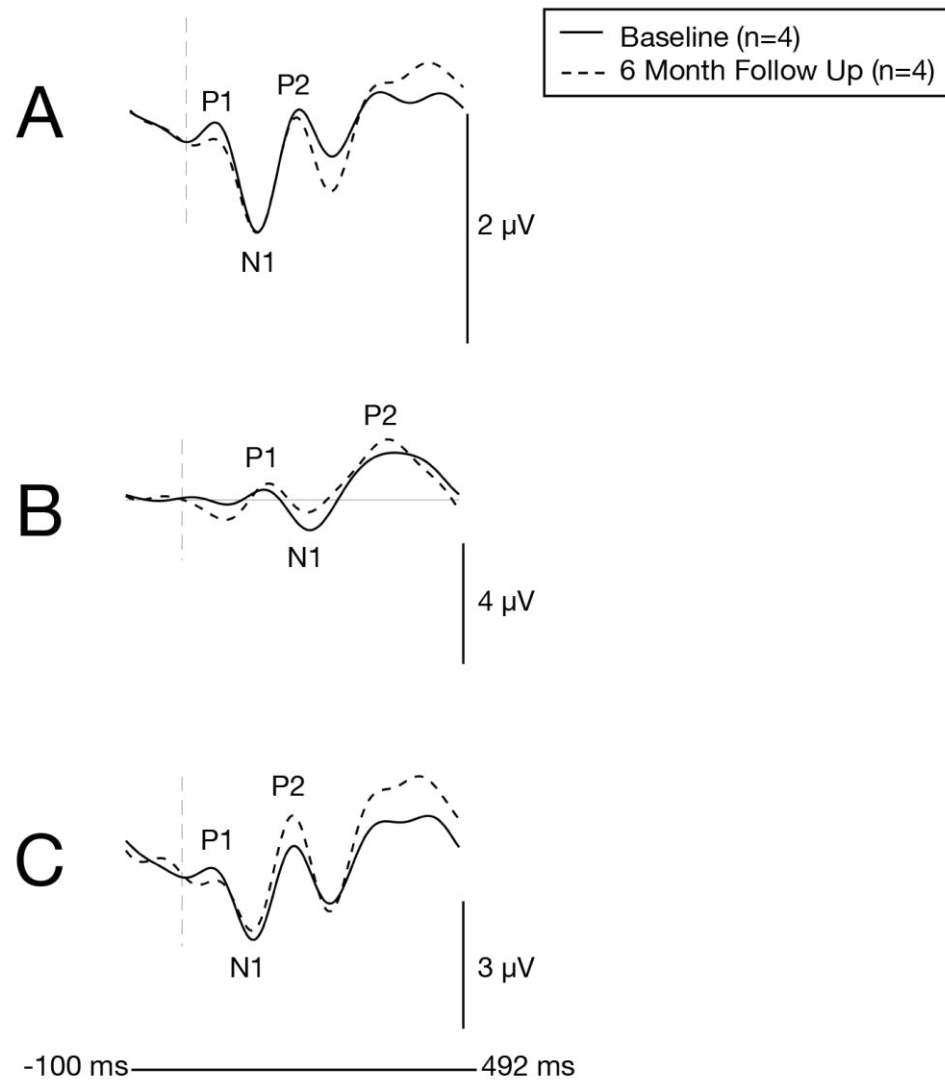 Baseline (n=4)
6 Month Follow Up (n=4)
A
P1
P2
N1
2 µV
B
P1
P2
N1
4 µV
C
P1
P2
N1
3 µV
-100 ms
492 ms